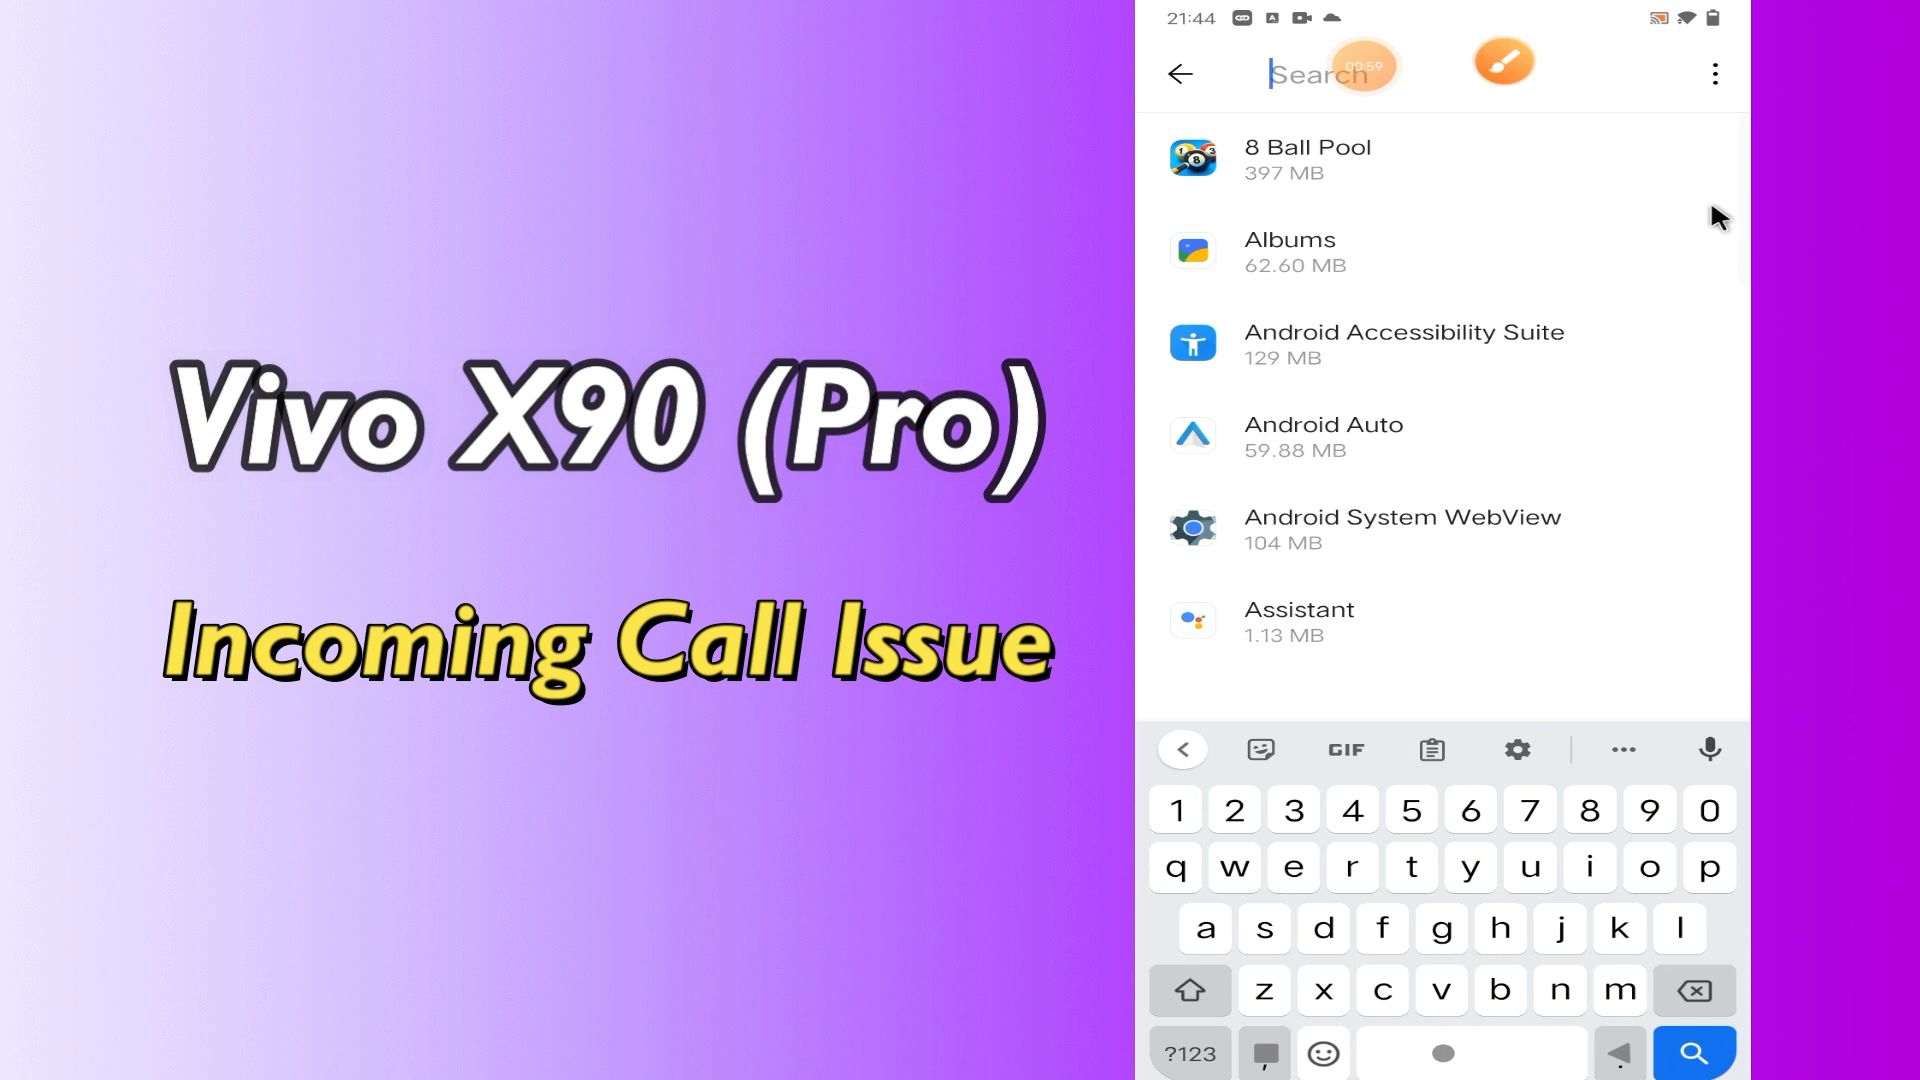 Vivo X90 (Pro)
Incoming Call Issue
21:44
Search
00:59
8 Ball Pool
397 MB
Albums
62.60 MB
Android Accessibility Suite
129 MB
Android Auto
59.88 MB
Android System WebView
104 MB
Assistant
1.13 MB
GIF
1 2 3 4 5 6 7 8 9 0
q w e r t y u i o p
a s d f g h j k l
z x c v b n m
?123 , .